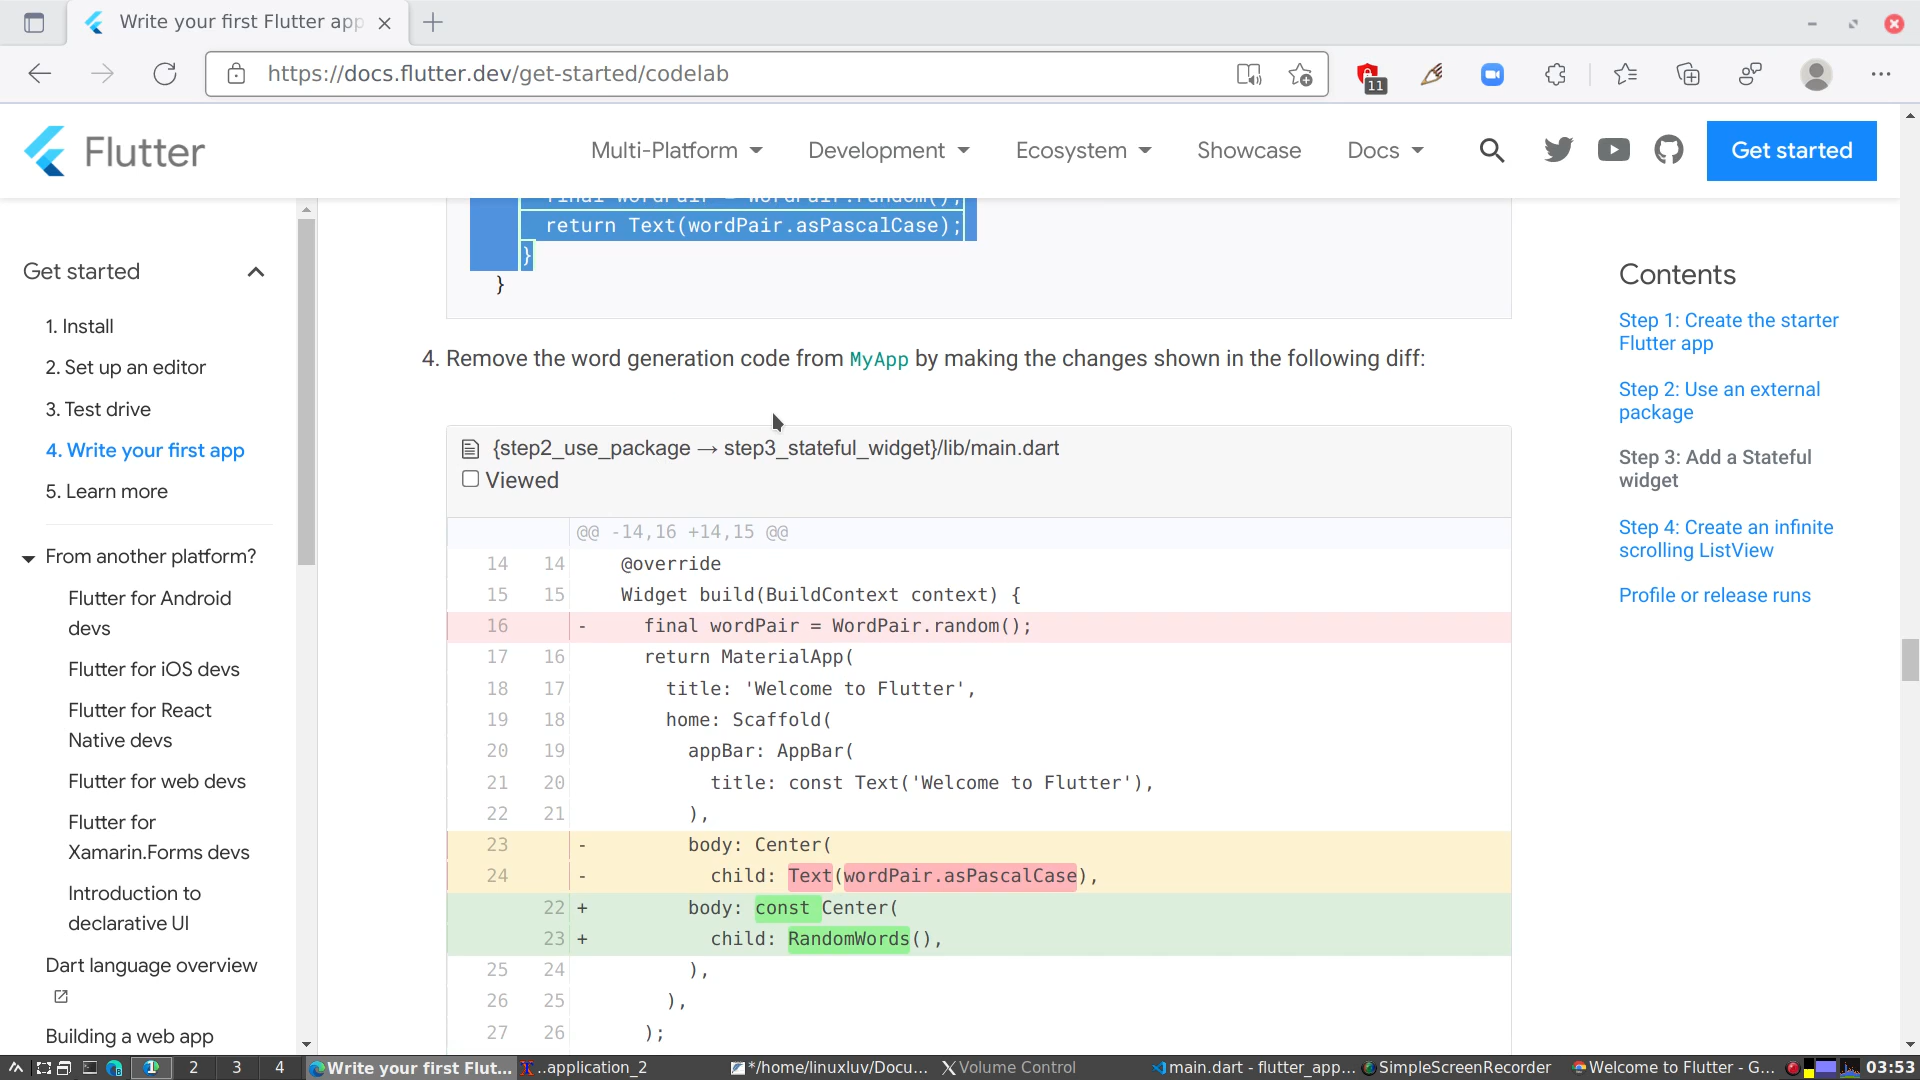 Write your first Flutter app
https://docs.flutter.dev/get-started/codelab
11
Flutter
Multi-Platform
Development
Ecosystem
Showcase
Docs
Get started
Get started
1. Install
2. Set up an editor
3. Test drive
4. Write your first app
5. Learn more
From another platform?
Flutter for Android
devs
Flutter for iOS devs
Flutter for React
Native devs
Flutter for web devs
Flutter for
Xamarin.Forms devs
Introduction to
declarative UI
Dart language overview
Building a web app
final wordPair = WordPair.random();
return Text(wordPair.asPascalCase);
}
}
4. Remove the word generation code from MyApp by making the changes shown in the following diff:
{step2_use_package → step3_stateful_widget}/lib/main.dart
Viewed
@@ -14,16 +14,15 @@
14 14 @override
15 15 Widget build(BuildContext context) {
16 - final wordPair = WordPair.random();
17 16 return MaterialApp(
18 17 title: 'Welcome to Flutter',
19 18 home: Scaffold(
20 19 appBar: AppBar(
21 20 title: const Text('Welcome to Flutter'),
22 21 ),
23 - body: Center(
24 - child: Text(wordPair.asPascalCase),
22 + body: const Center(
23 + child: RandomWords(),
25 24 ),
26 25 ),
27 26 );
Contents
Step 1: Create the starter
Flutter app
Step 2: Use an external
package
Step 3: Add a Stateful
widget
Step 4: Create an infinite
scrolling ListView
Profile or release runs
1 2 3 4 Write your first Flut... ..application_2 */home/linuxluv/Docu... Volume Control main.dart - flutter_app... SimpleScreenRecorder Welcome to Flutter - G... 03:53